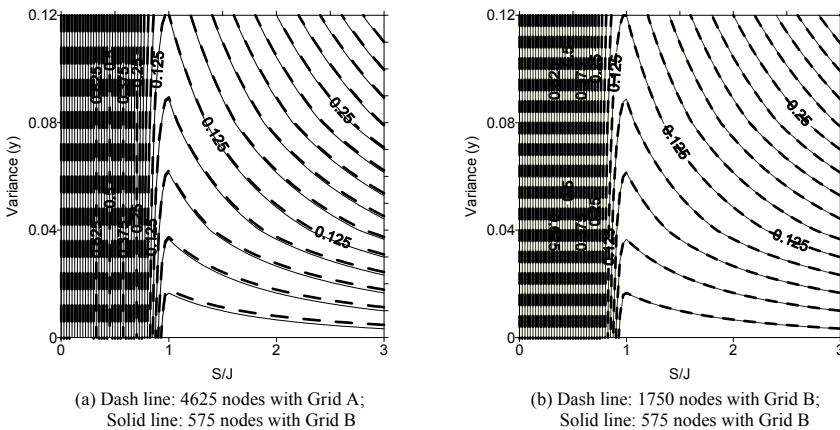 0.12
0.08
0.04
0
Variance (y)
0.125
0.25
0.125
0.125
0 1 2 3
S/J
(a) Dash line: 4625 nodes with Grid A;
Solid line: 575 nodes with Grid B
0.12
0.08
0.04
0
Variance (y)
0.125
0.25
0.125
0.125
0 1 2 3
S/J
(b) Dash line: 1750 nodes with Grid B;
Solid line: 575 nodes with Grid B